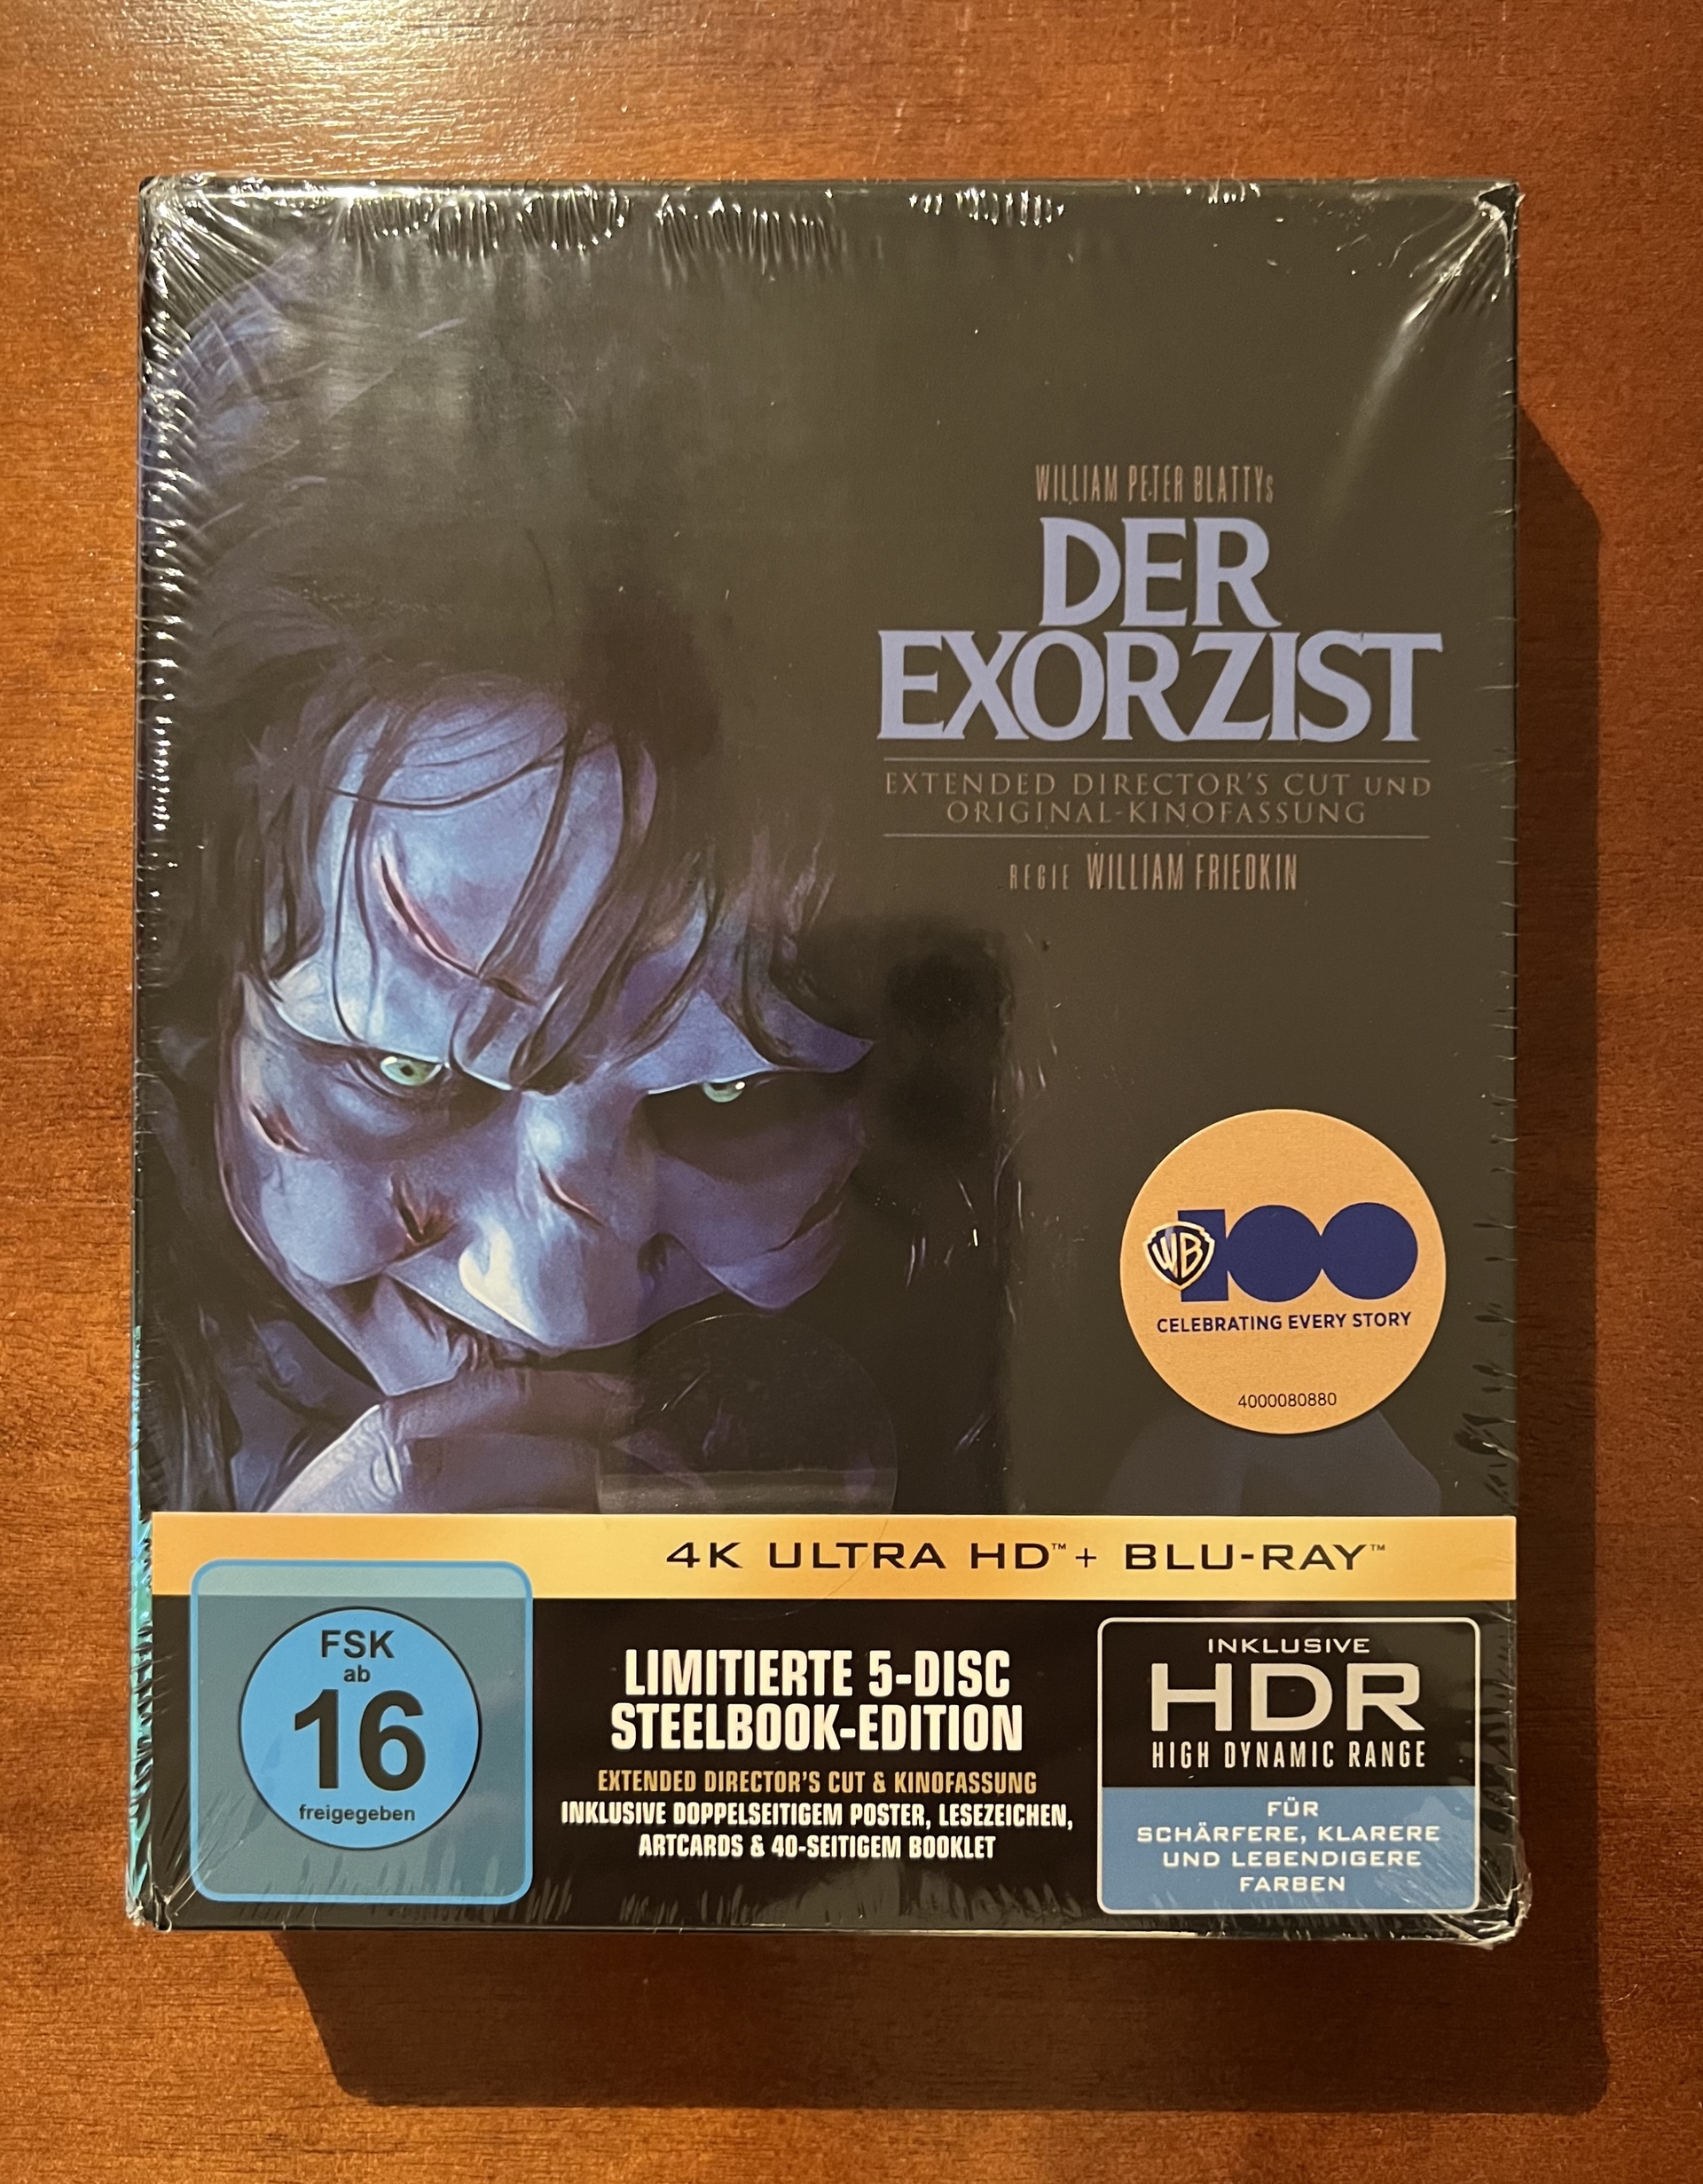 WILLIAM PETER BLATTYs
DER
EXORZIST
EXTENDED DIRECTOR'S CUT UND
ORIGINAL-KINOFASSUNG
REGIE WILLIAM FRIEDKIN
WB 100
CELEBRATING EVERY STORY
4000080880
4K ULTRA HD™ + BLU-RAY™
FSK
ab
16
freigegeben
LIMITIERTE 5-DISC
STEELBOOK-EDITION
EXTENDED DIRECTOR'S CUT & KINOFASSUNG
INKLUSIVE DOPPELSEITIGEM POSTER, LESEZEICHEN,
ARTCARDS & 40-SEITIGEM BOOKLET
INKLUSIVE
HDR
HIGH DYNAMIC RANGE
FÜR
SCHÄRFERE, KLARERE
UND LEBENDIGERE
FARBEN